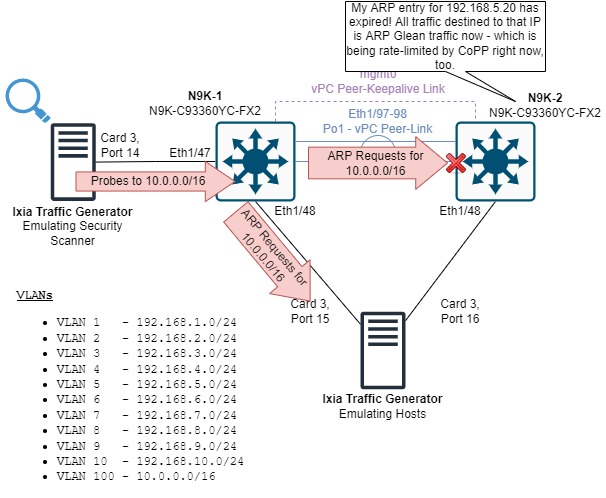 My ARP entry for 192.168.5.20 has
expired! All traffic destined to that IP
is ARP Glean traffic now - which is
being rate-limited by CoPP right now,
too.
mgmt0
vPC Peer-Keepalive Link
N9K-1
N9K-C93360YC-FX2
N9K-2
N9K-C93360YC-FX2
Eth1/97-98
Po1 - vPC Peer-Link
Card 3,
Port 14
Eth1/47
ARP Requests for
10.0.0.0/16
Probes to 10.0.0.0/16
Ixia Traffic Generator
Emulating Security
Scanner
Eth1/48
Eth1/48
ARP Requests for
10.0.0.0/16
Card 3,
Port 15
Card 3,
Port 16
Ixia Traffic Generator
Emulating Hosts
VLANs
• VLAN 1 - 192.168.1.0/24
• VLAN 2 - 192.168.2.0/24
• VLAN 3 - 192.168.3.0/24
• VLAN 4 - 192.168.4.0/24
• VLAN 5 - 192.168.5.0/24
• VLAN 6 - 192.168.6.0/24
• VLAN 7 - 192.168.7.0/24
• VLAN 8 - 192.168.8.0/24
• VLAN 9 - 192.168.9.0/24
• VLAN 10 - 192.168.10.0/24
• VLAN 100 - 10.0.0.0/16